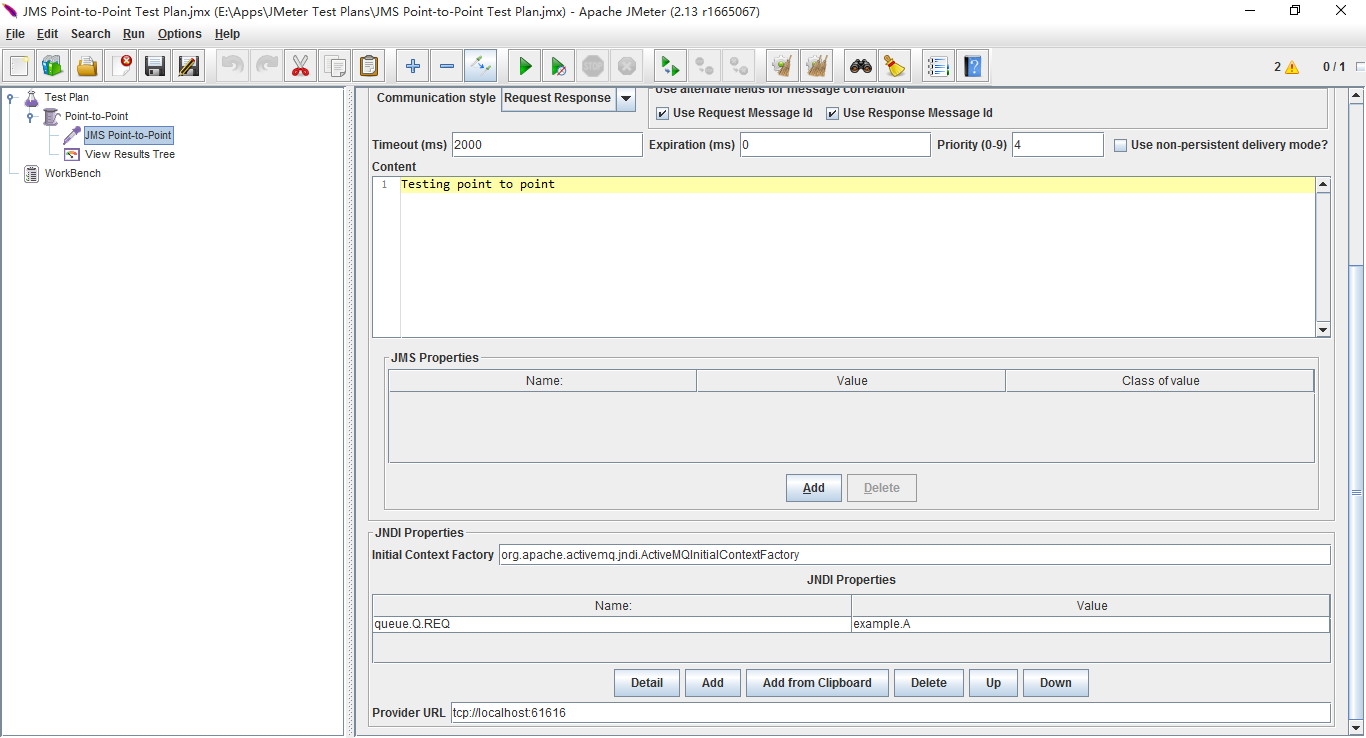 JMS Point-to-Point Test Plan.jmx (E:\Apps\JMeter Test Plans\JMS Point-to-Point Test Plan.jmx) - Apache JMeter (2.13 r1665067)
File Edit Search Run Options Help
STOP
2 0 / 1
Test Plan
Point-to-Point
JMS Point-to-Point
View Results Tree
WorkBench
Communication style Request Response
Use alternate fields for message correlation
Use Request Message Id Use Response Message Id
Timeout (ms) 2000 Expiration (ms) 0 Priority (0-9) 4 Use non-persistent delivery mode?
Content
1 Testing point to point
JMS Properties
Name: Value Class of value
Add Delete
JNDI Properties
Initial Context Factory org.apache.activemq.jndi.ActiveMQInitialContextFactory
JNDI Properties
Name: Value
queue.Q.REQ example.A
Detail Add Add from Clipboard Delete Up Down
Provider URL tcp://localhost:61616